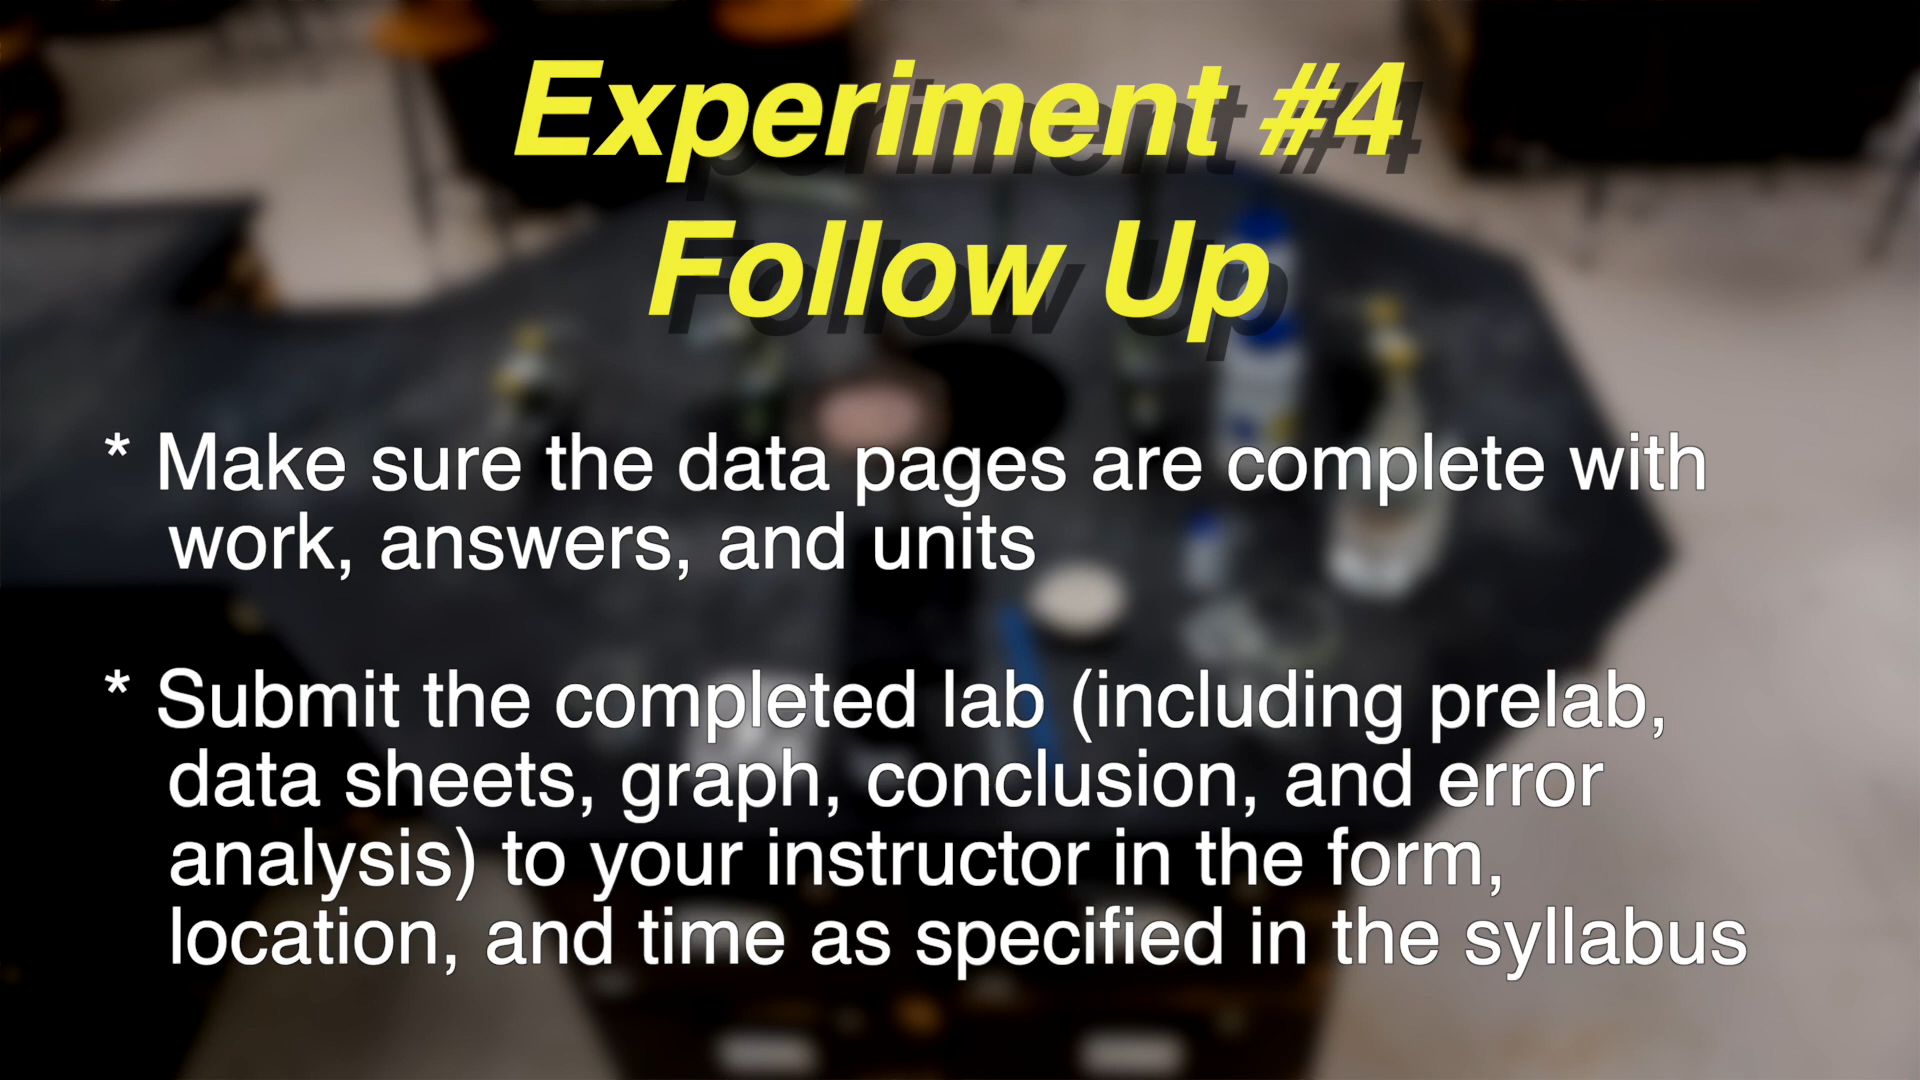 Experiment #4
Follow Up
* Make sure the data pages are complete with
work, answers, and units
* Submit the completed lab (including prelab,
data sheets, graph, conclusion, and error
analysis) to your instructor in the form,
location, and time as specified in the syllabus